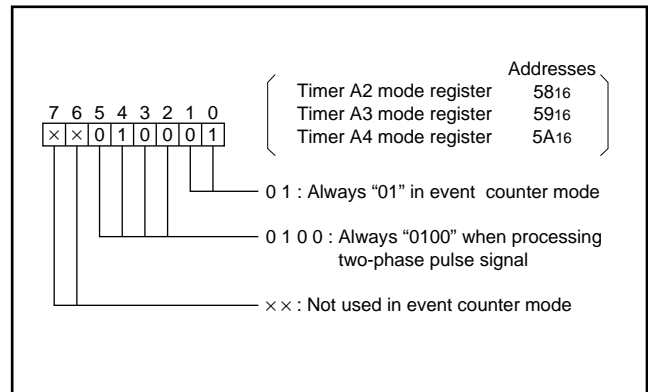 Addresses
Timer A2 mode register 5816
Timer A3 mode register 5916
Timer A4 mode register 5A16
7 6 5 4 3 2 1 0
× × 0 1 0 0 0 1
0 1 : Always “01” in event counter mode
0 1 0 0 : Always “0100” when processing
two-phase pulse signal
× × : Not used in event counter mode